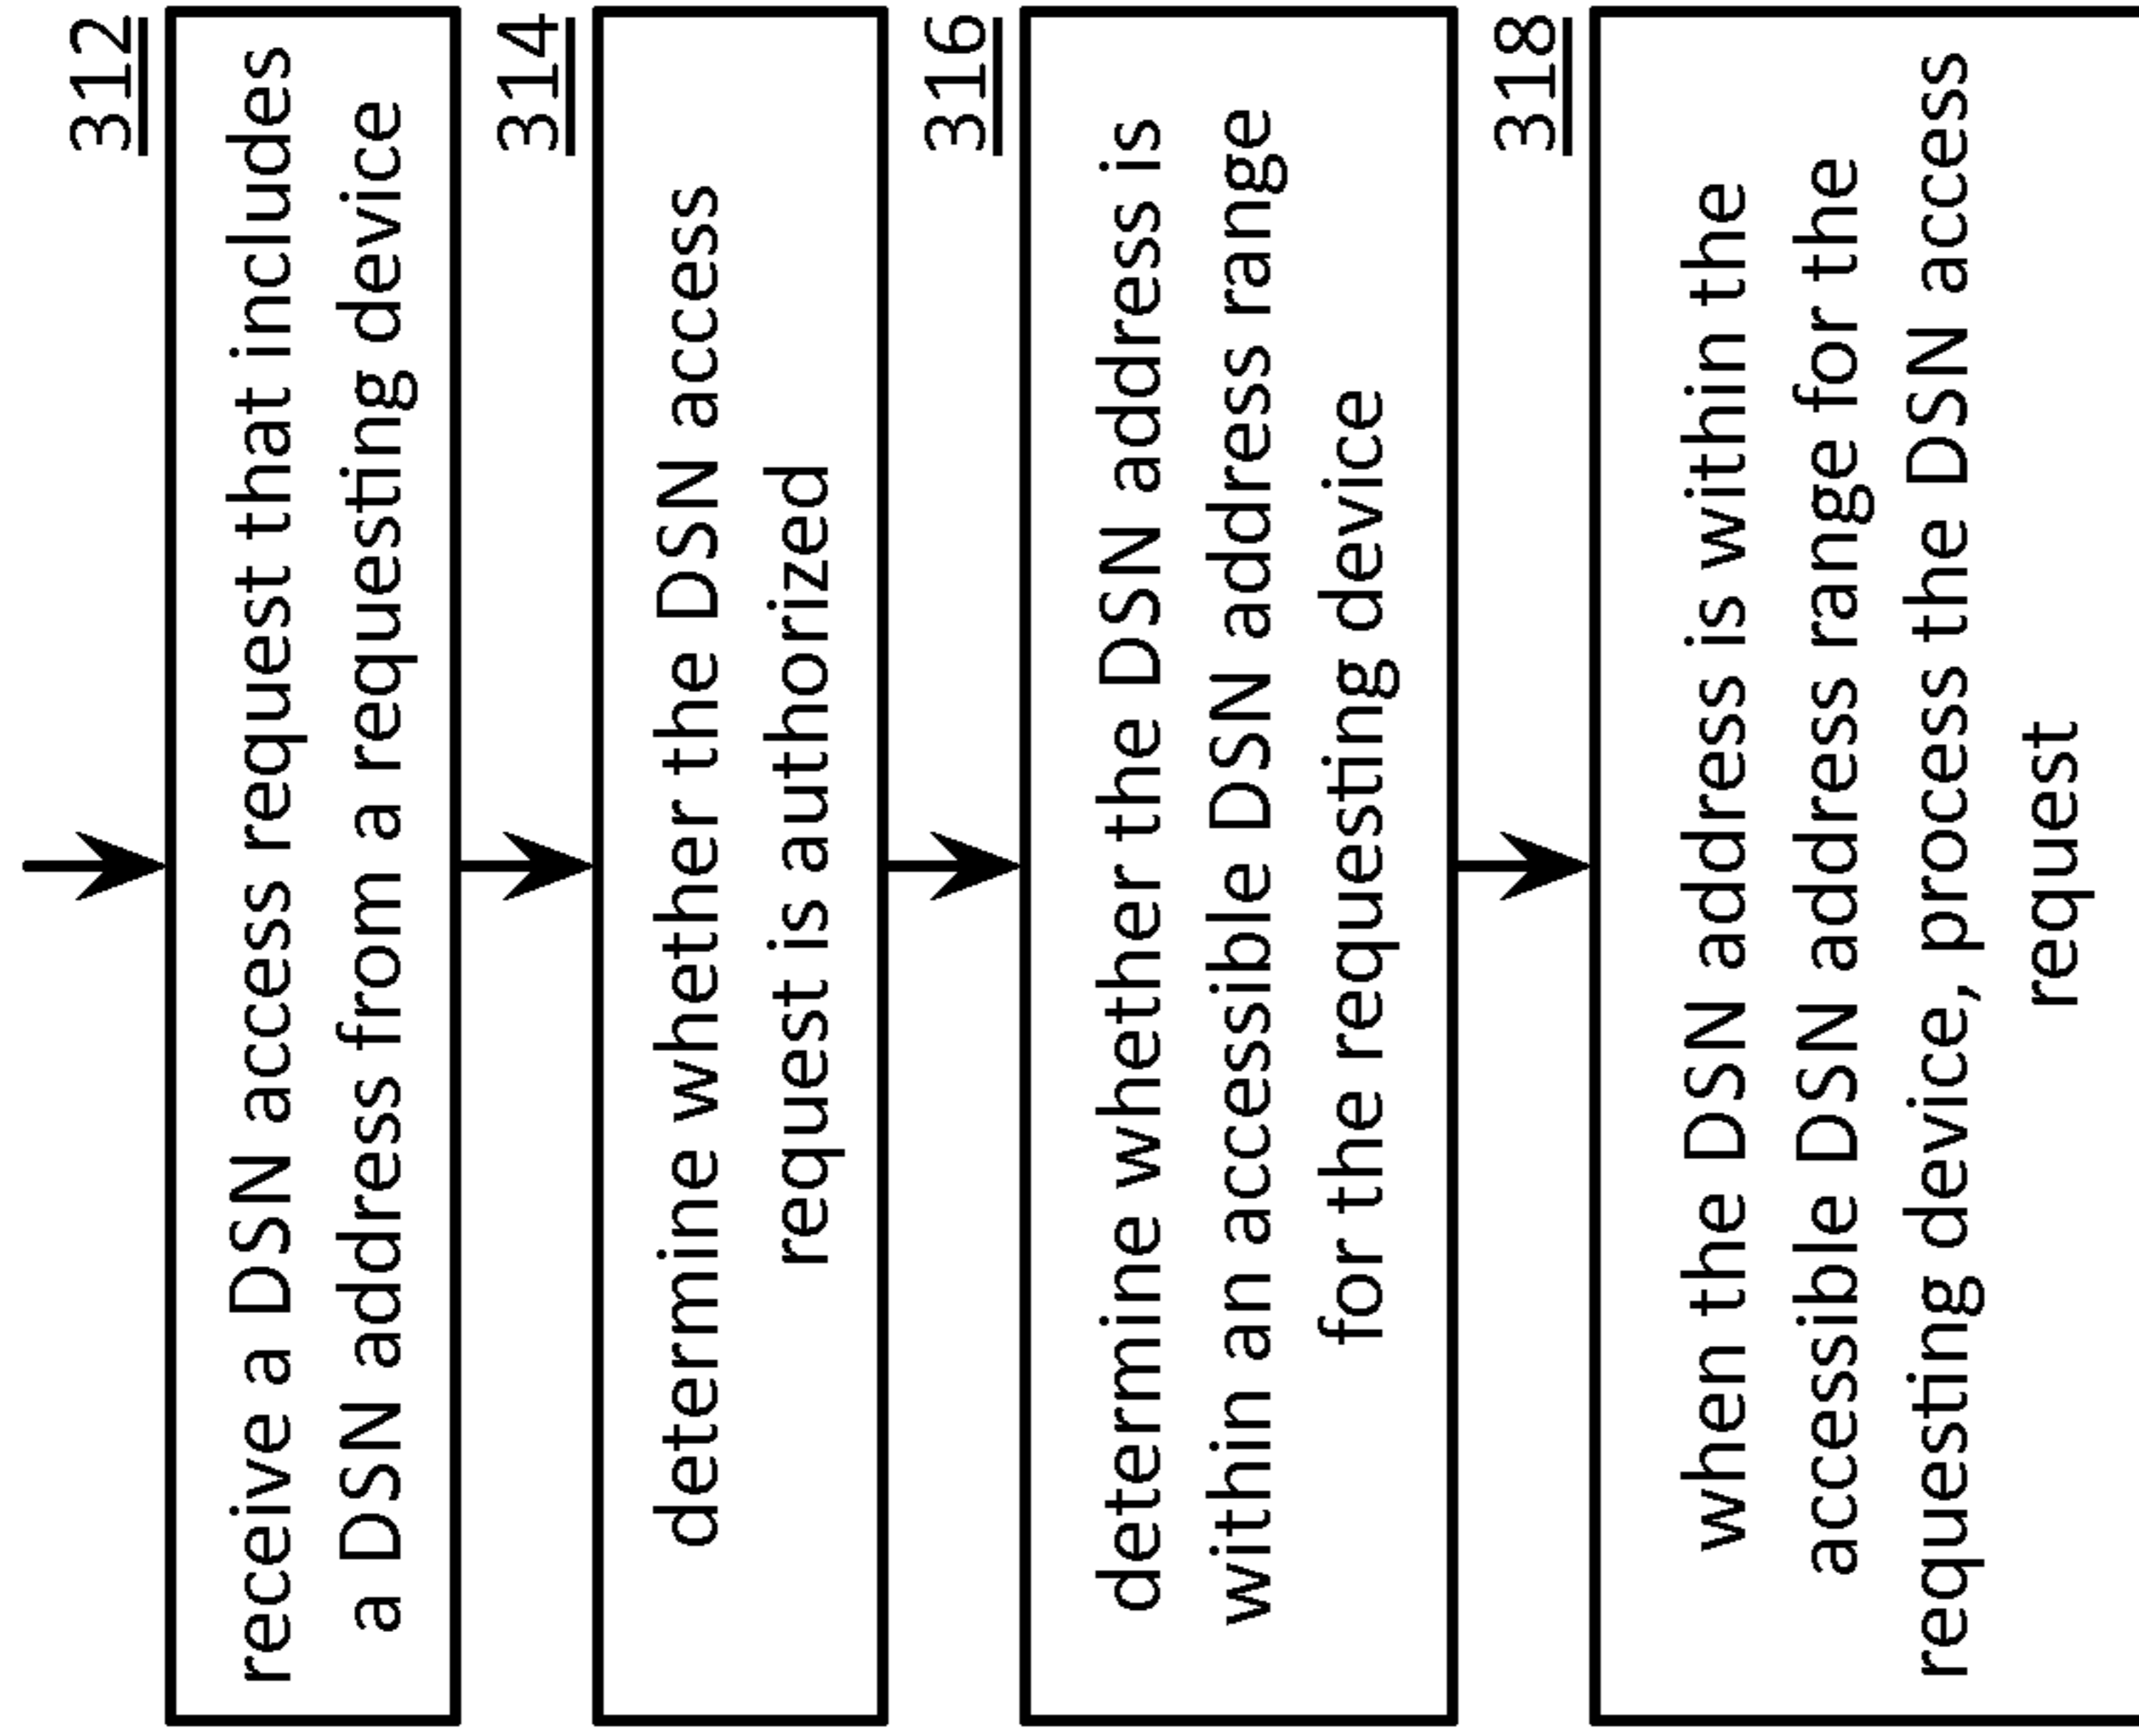 312
receive a DSN access request that includes
a DSN address from a requesting device
314
determine whether the DSN access
request is authorized
316
determine whether the DSN address is
within an accessible DSN address range
for the requesting device
318
when the DSN address is within the
accessible DSN address range for the
requesting device, process the DSN access
request